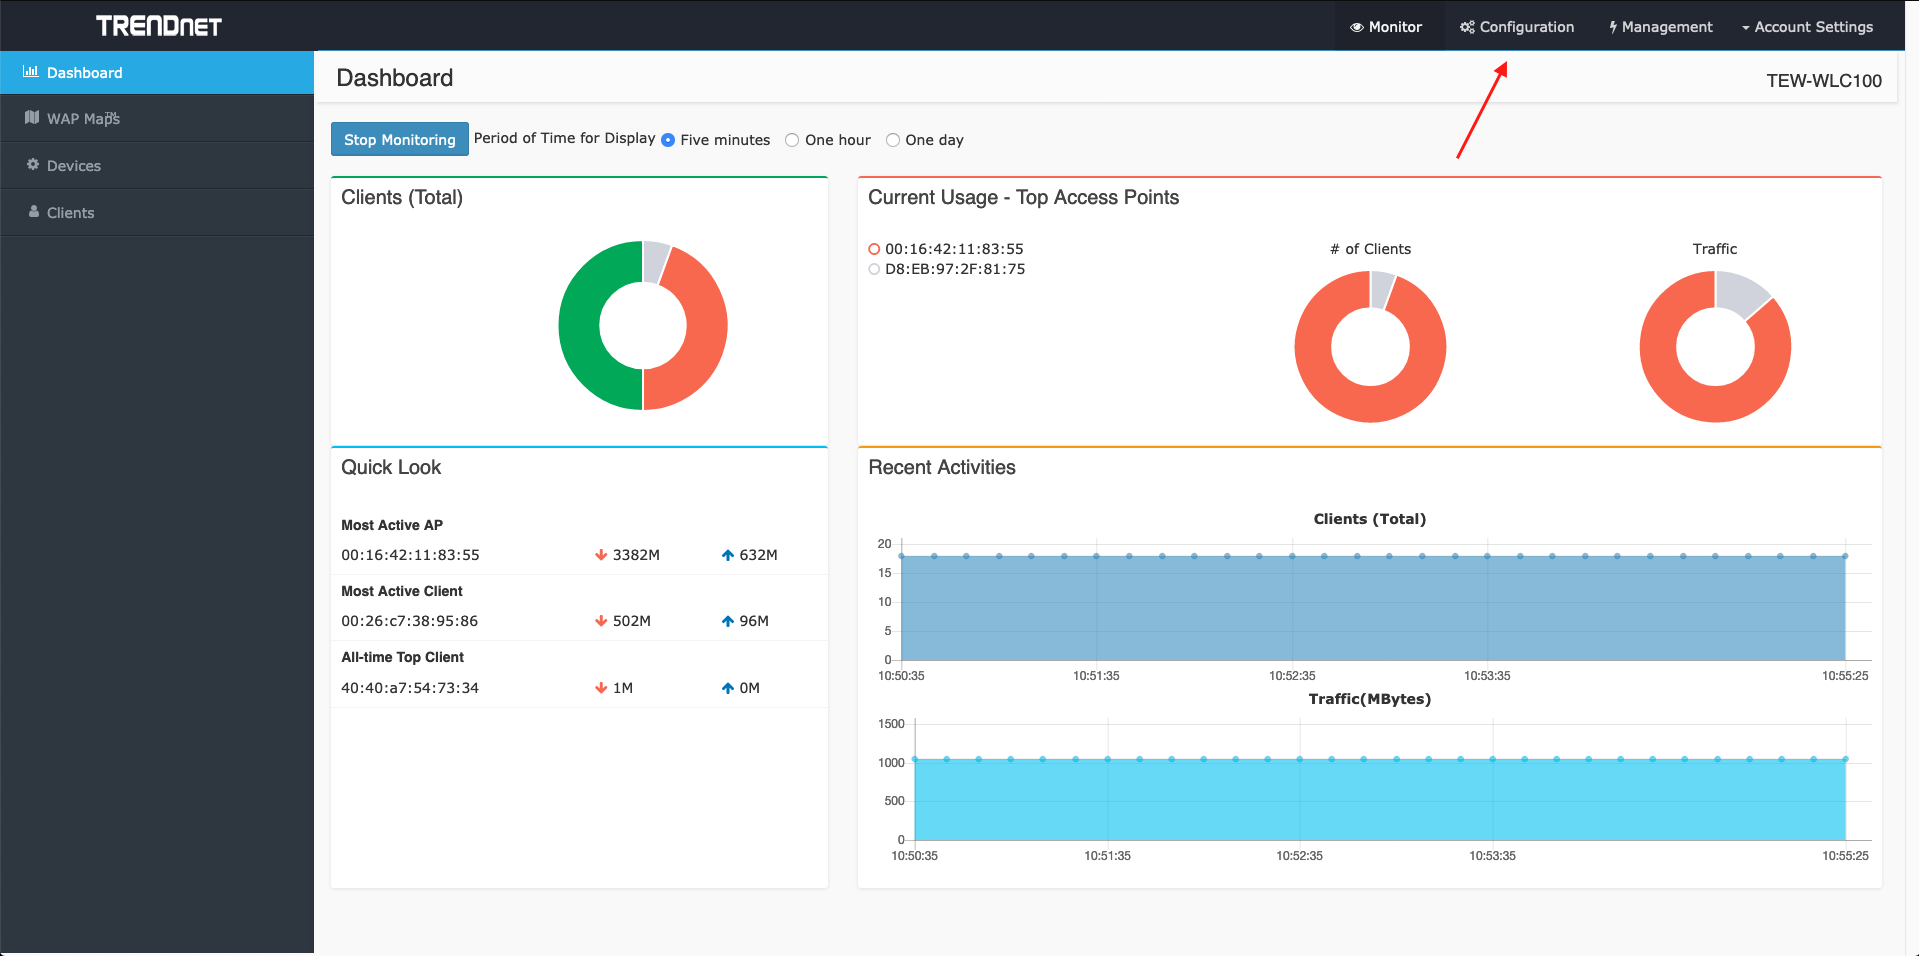 TRENDNET
Monitor Configuration Management Account Settings
Dashboard
WAP Maps
Devices
Clients
Dashboard
TEW-WLC100
Stop Monitoring Period of Time for Display Five minutes One hour One day
Clients (Total)
Current Usage - Top Access Points
00:16:42:11:83:55
D8:EB:97:2F:81:75
# of Clients
Traffic
Quick Look
Most Active AP
00:16:42:11:83:55 3382M 632M
Most Active Client
00:26:c7:38:95:86 502M 96M
All-time Top Client
40:40:a7:54:73:34 1M 0M
Recent Activities
Clients (Total)
20
15
10
5
0
10:50:35 10:51:35 10:52:35 10:53:35 10:55:25
Traffic(MBytes)
1500
1000
500
0
10:50:35 10:51:35 10:52:35 10:53:35 10:55:25